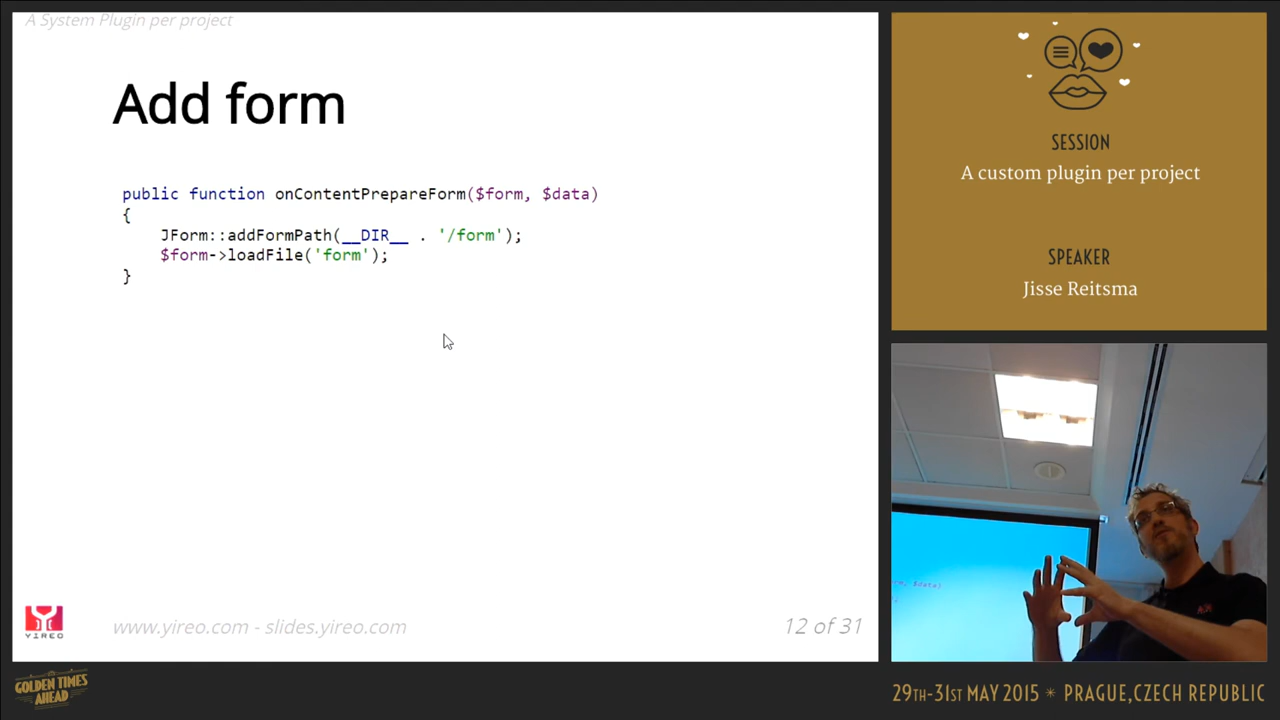 A System Plugin per project
Add form
public function onContentPrepareForm($form, $data)
{
JForm::addFormPath(__DIR__ . '/form');
$form->loadFile('form');
}
YIREO
www.yireo.com - slides.yireo.com
12 of 31
SESSION
A custom plugin per project
SPEAKER
Jisse Reitsma
, $data)
GOLDEN TIMES
AHEAD
29TH-31ST MAY 2015 * PRAGUE,CZECH REPUBLIC